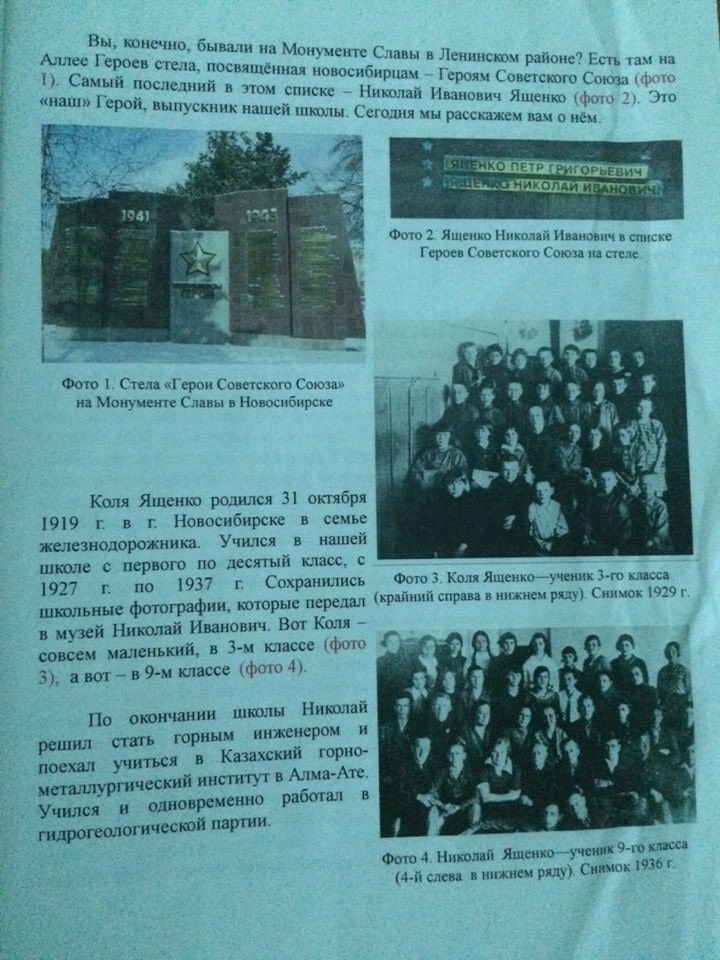 Вы, конечно, бывали на Монументе Славы в Ленинском районе? Есть там на
Аллее Героев стела, посвящённая новосибирцам – Героям Советского Союза (фото
1). Самый последний в этом списке – Николай Иванович Ященко (фото 2). Это
«наш» Герой, выпускник нашей школы. Сегодня мы расскажем вам о нём.
1941
1945
ЯЩЕНКО ПЕТР ГРИГОРЬЕВИЧ
ЯЩЕНКО НИКОЛАЙ ИВАНОВИЧ
Фото 2. Ященко Николай Иванович в списке
Героев Советского Союза на стеле.
Фото 1. Стела «Герои Советского Союза»
на Монументе Славы в Новосибирске
Коля Ященко родился 31 октября
1919 г. в г. Новосибирске в семье
железнодорожника. Учился в нашей
школе с первого по десятый класс, с
1927 г. по 1937 г. Сохранились
школьные фотографии, которые передал
в музей Николай Иванович. Вот Коля –
совсем маленький, в 3-м классе (фото
3), а вот – в 9-м классе (фото 4).
Фото 3. Коля Ященко—ученик 3-го класса
(крайний справа в нижнем ряду). Снимок 1929 г.
По окончании школы Николай
решил стать горным инженером и
поехал учиться в Казахский горно-
металлургический институт в Алма-Ате.
Учился и одновременно работал в
гидрогеологической партии.
Фото 4. Николай Ященко—ученик 9-го класса
(4-й слева в нижнем ряду). Снимок 1936 г.